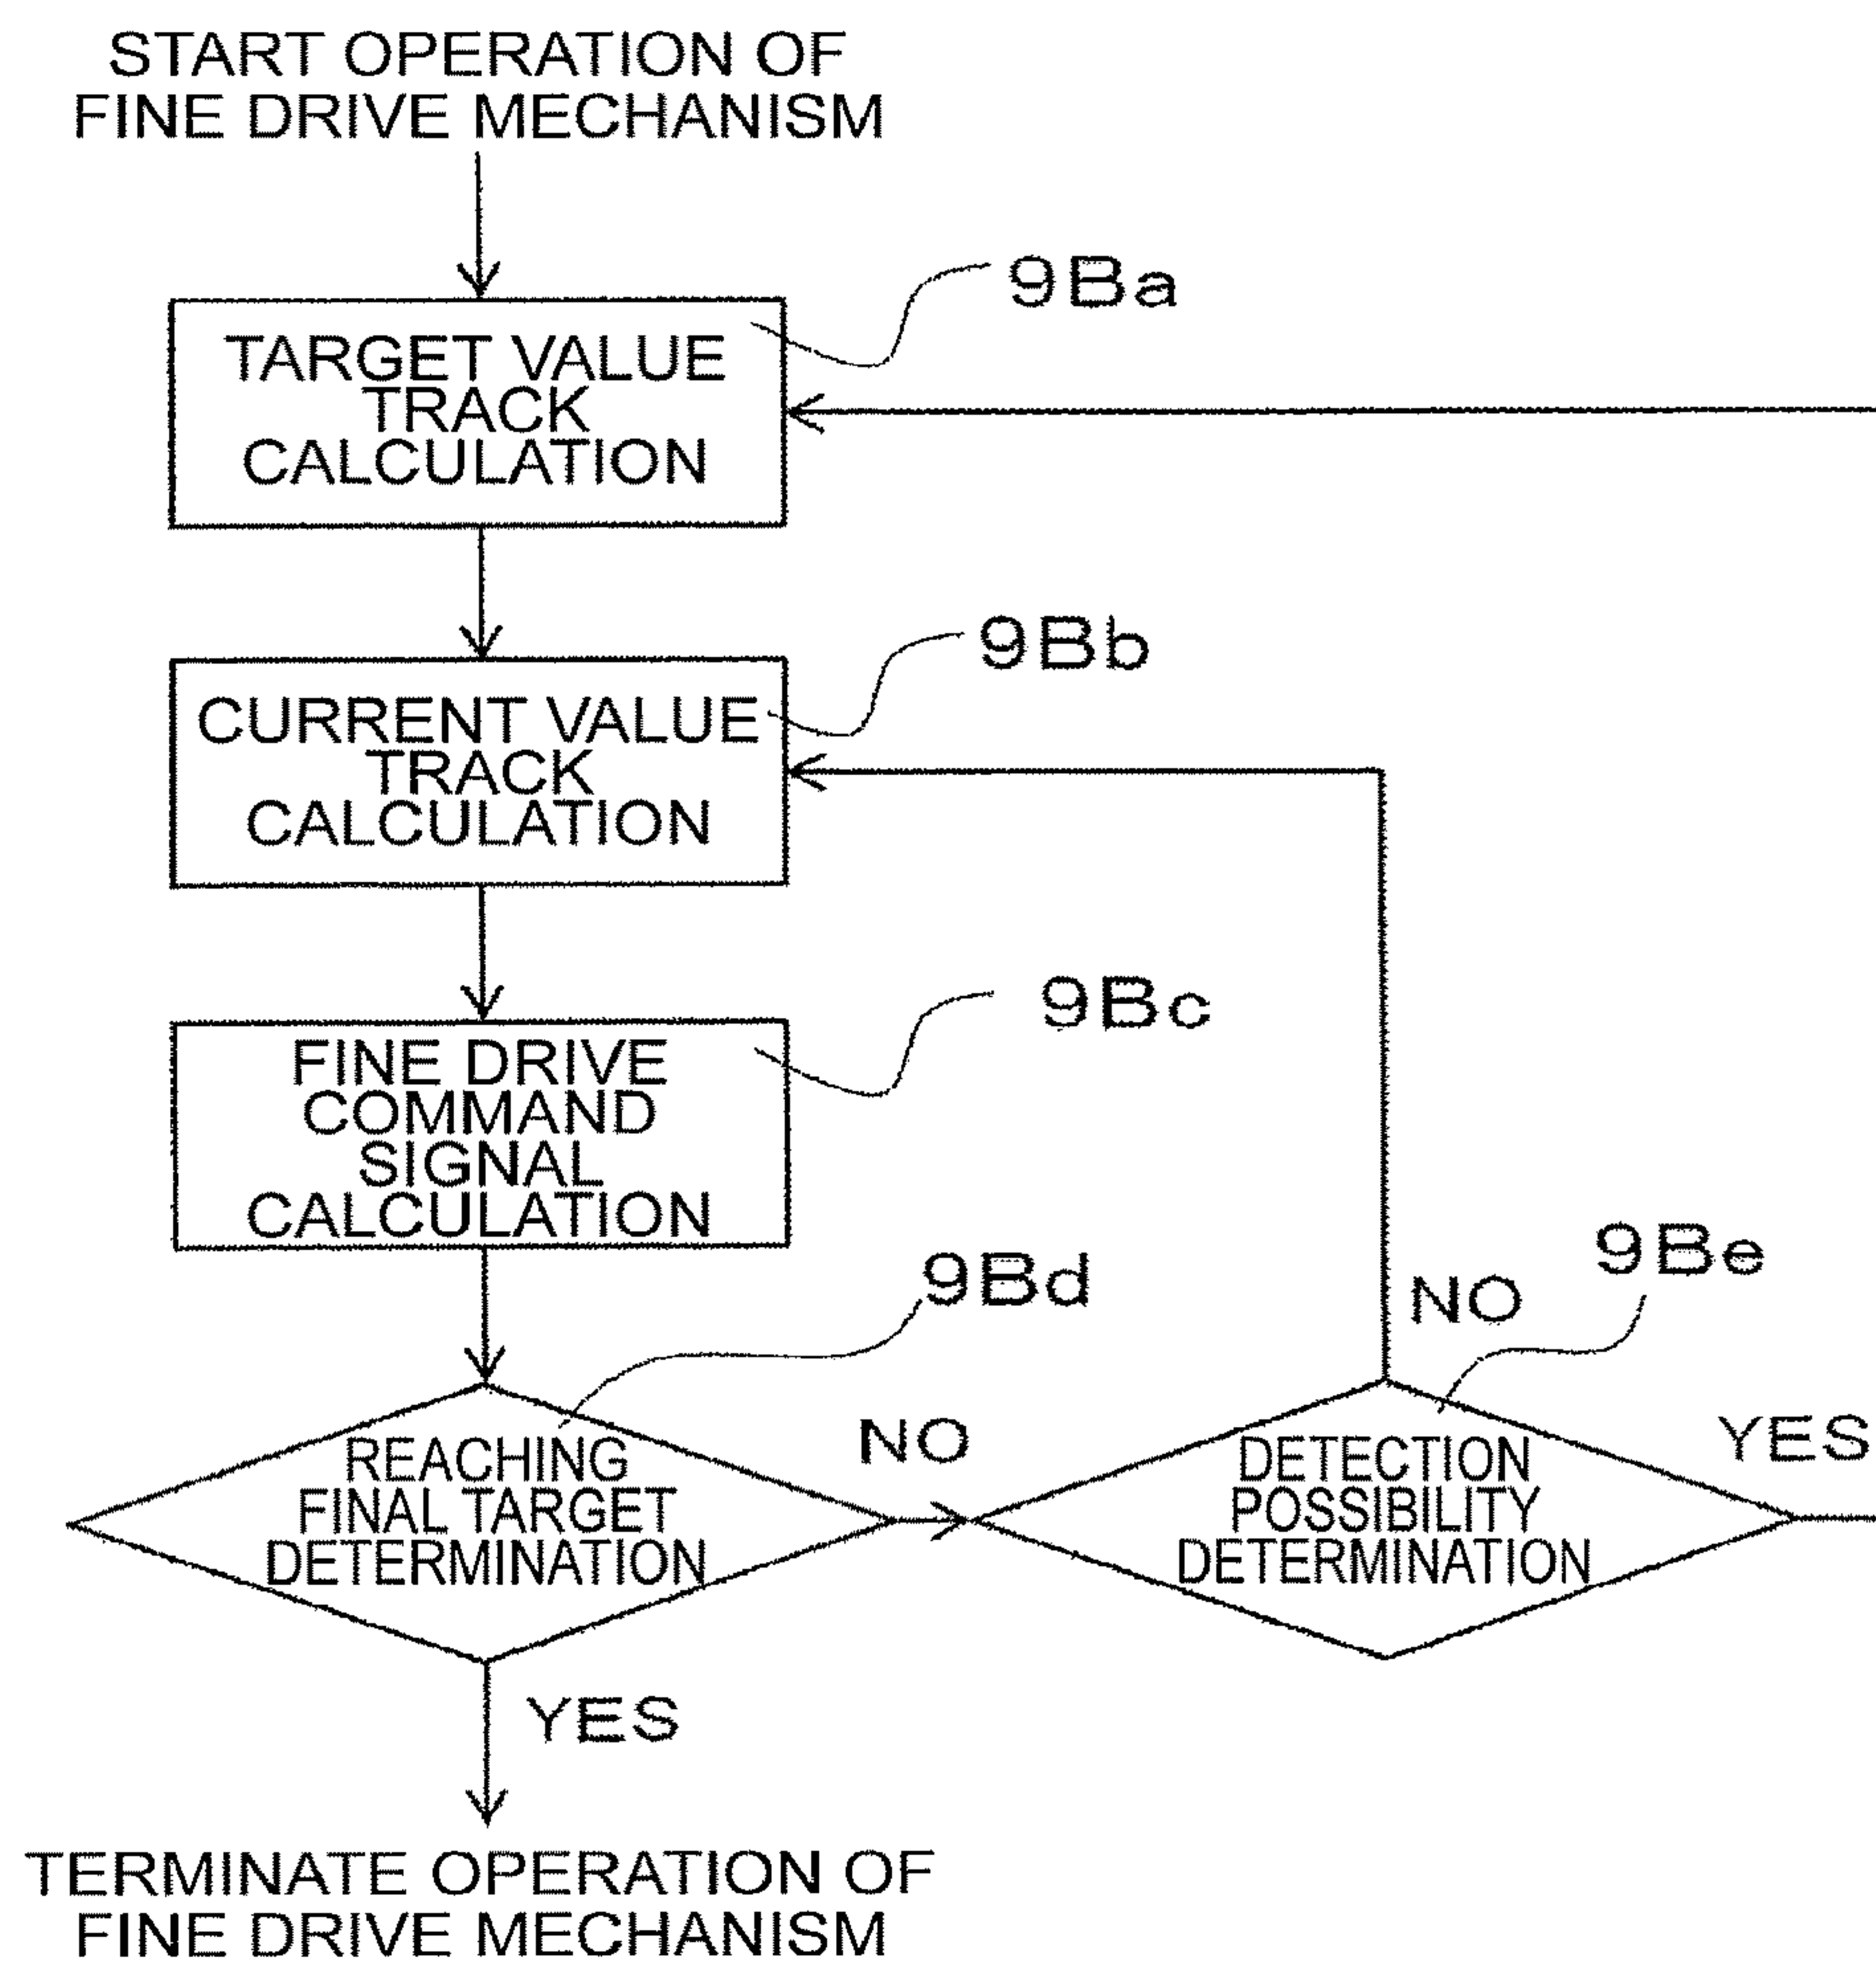 START OPERATION OF
FINE DRIVE MECHANISM
9Ba
TARGET VALUE
TRACK
CALCULATION
9Bb
CURRENT VALUE
TRACK
CALCULATION
9Bc
FINE DRIVE
COMMAND
SIGNAL
CALCULATION
9Bd
9Be
NO
NO
YES
REACHING
FINAL TARGET
DETERMINATION
DETECTION
POSSIBILITY
DETERMINATION
YES
TERMINATE OPERATION OF
FINE DRIVE MECHANISM